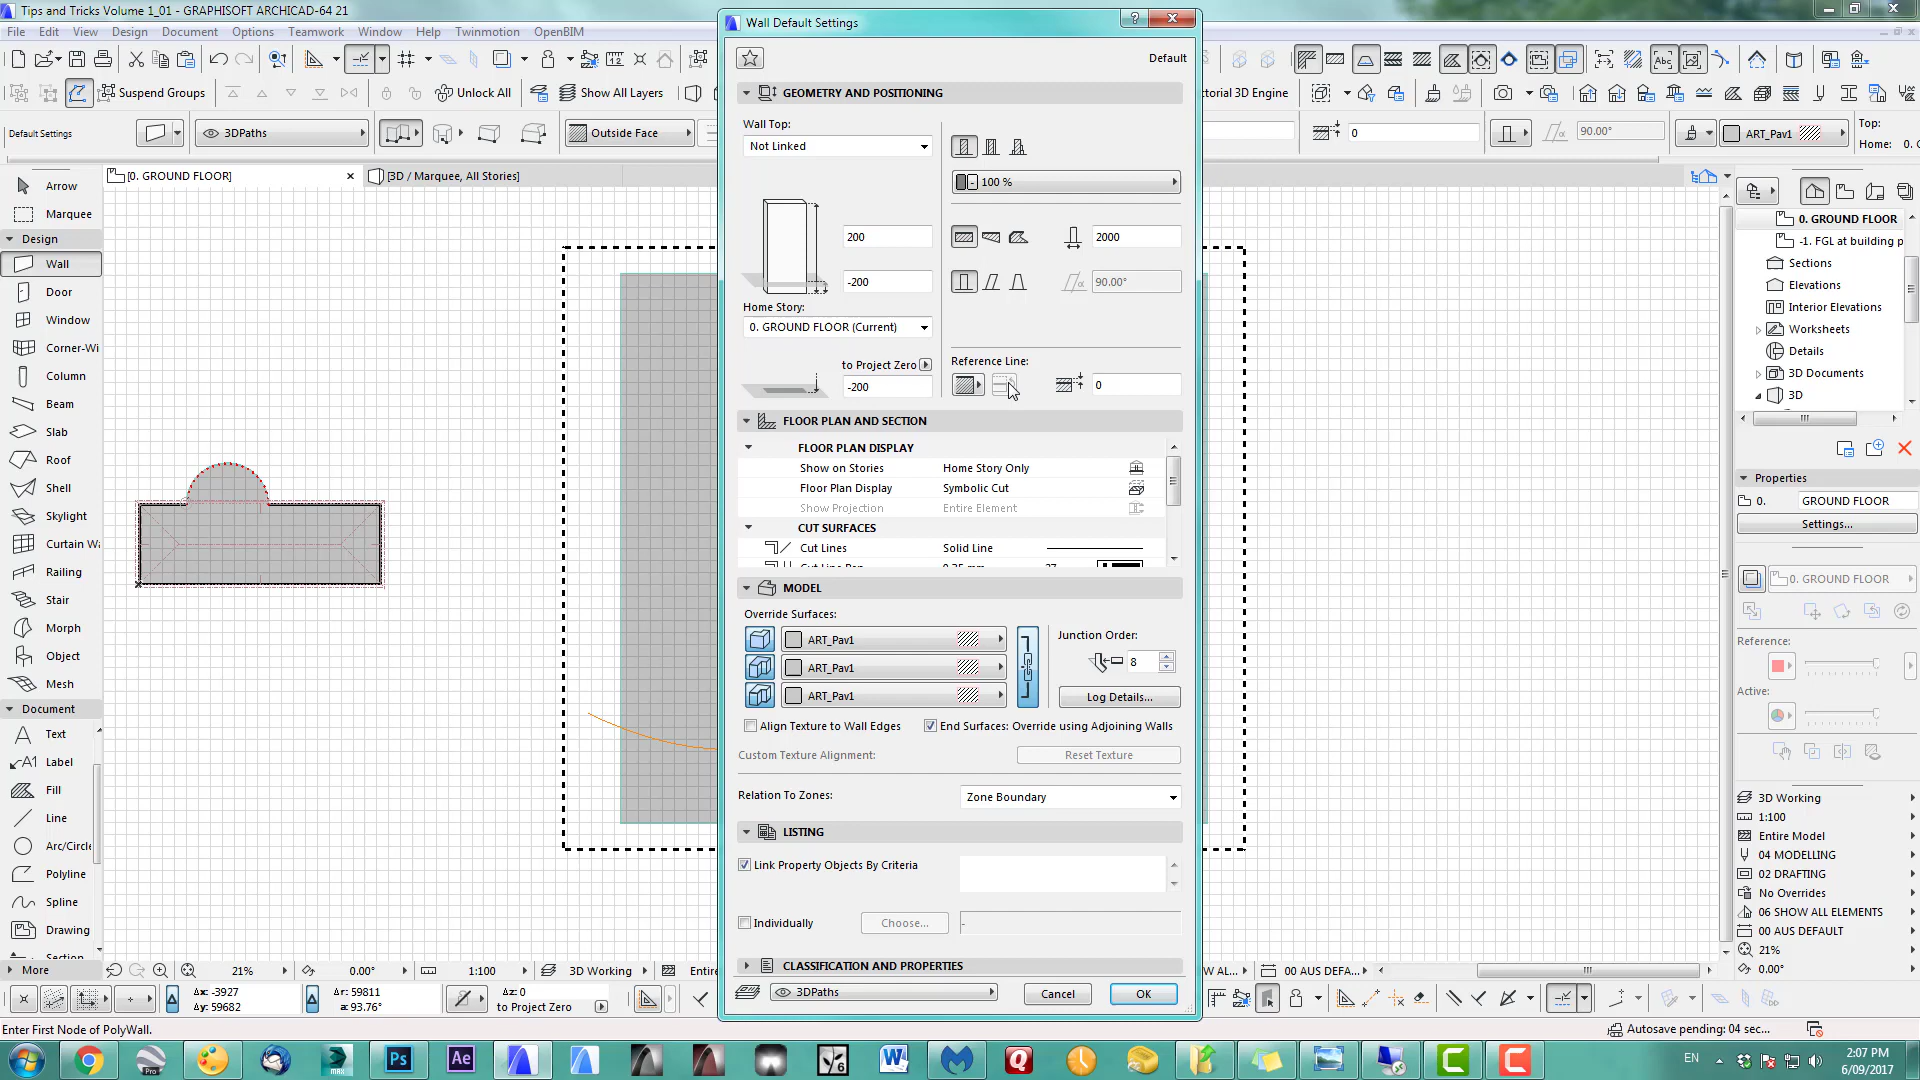 Tips and Tricks Volume 1_01 - GRAPHISOFT ARCHICAD-64 21
File Edit View Design Document Options Teamwork Window Help Twinmotion OpenBIM
Suspend Groups
Unlock All
Show All Layers
torial 3D Engine
Default Settings
3DPaths
Outside Face
0
90.00°
ART_Pav1
Top:
Home: 0.
[0. GROUND FLOOR]
[3D / Marquee, All Stories]
Arrow
Marquee
Design
Wall
Door
Window
Corner-Wi
Column
Beam
Slab
Roof
Shell
Skylight
Curtain Wa
Railing
Stair
Morph
Object
Mesh
Document
Text
A1 Label
Fill
Line
Arc/Circle
Polyline
Spline
Drawing
Section
More
Wall Default Settings
Default
GEOMETRY AND POSITIONING
Wall Top:
Not Linked
100 %
200
2000
-200
90.00°
Home Story:
0. GROUND FLOOR (Current)
to Project Zero
Reference Line:
-200
0
FLOOR PLAN AND SECTION
FLOOR PLAN DISPLAY
Show on Stories Home Story Only
Floor Plan Display Symbolic Cut
Show Projection Entire Element
CUT SURFACES
Cut Lines Solid Line
Cut Line Pen 0.35 mm 27
MODEL
Override Surfaces:
ART_Pav1
ART_Pav1
ART_Pav1
Junction Order:
8
Log Details...
Align Texture to Wall Edges
End Surfaces: Override using Adjoining Walls
Custom Texture Alignment:
Reset Texture
Relation To Zones:
Zone Boundary
LISTING
Link Property Objects By Criteria
Individually
Choose...
-
CLASSIFICATION AND PROPERTIES
3DPaths
Cancel
OK
0. GROUND FLOOR
-1. FGL at building p
Sections
Elevations
Interior Elevations
Worksheets
Details
3D Documents
3D
Properties
0. GROUND FLOOR
Settings...
0. GROUND FLOOR
Reference:
Active:
3D Working
1:100
Entire Model
04 MODELLING
02 DRAFTING
No Overrides
06 SHOW ALL ELEMENTS
00 AUS DEFAULT
21%
0.00°
21%
0.00°
1:100
3D Working
Entire
W AL...
00 AUS DEFA...
Δx: -3927
Δy: 59682
Δr: 59811
a: 93.76°
Δz: 0
to Project Zero
Enter First Node of PolyWall.
Autosave pending: 04 sec...
EN
2:07 PM
6/09/2017